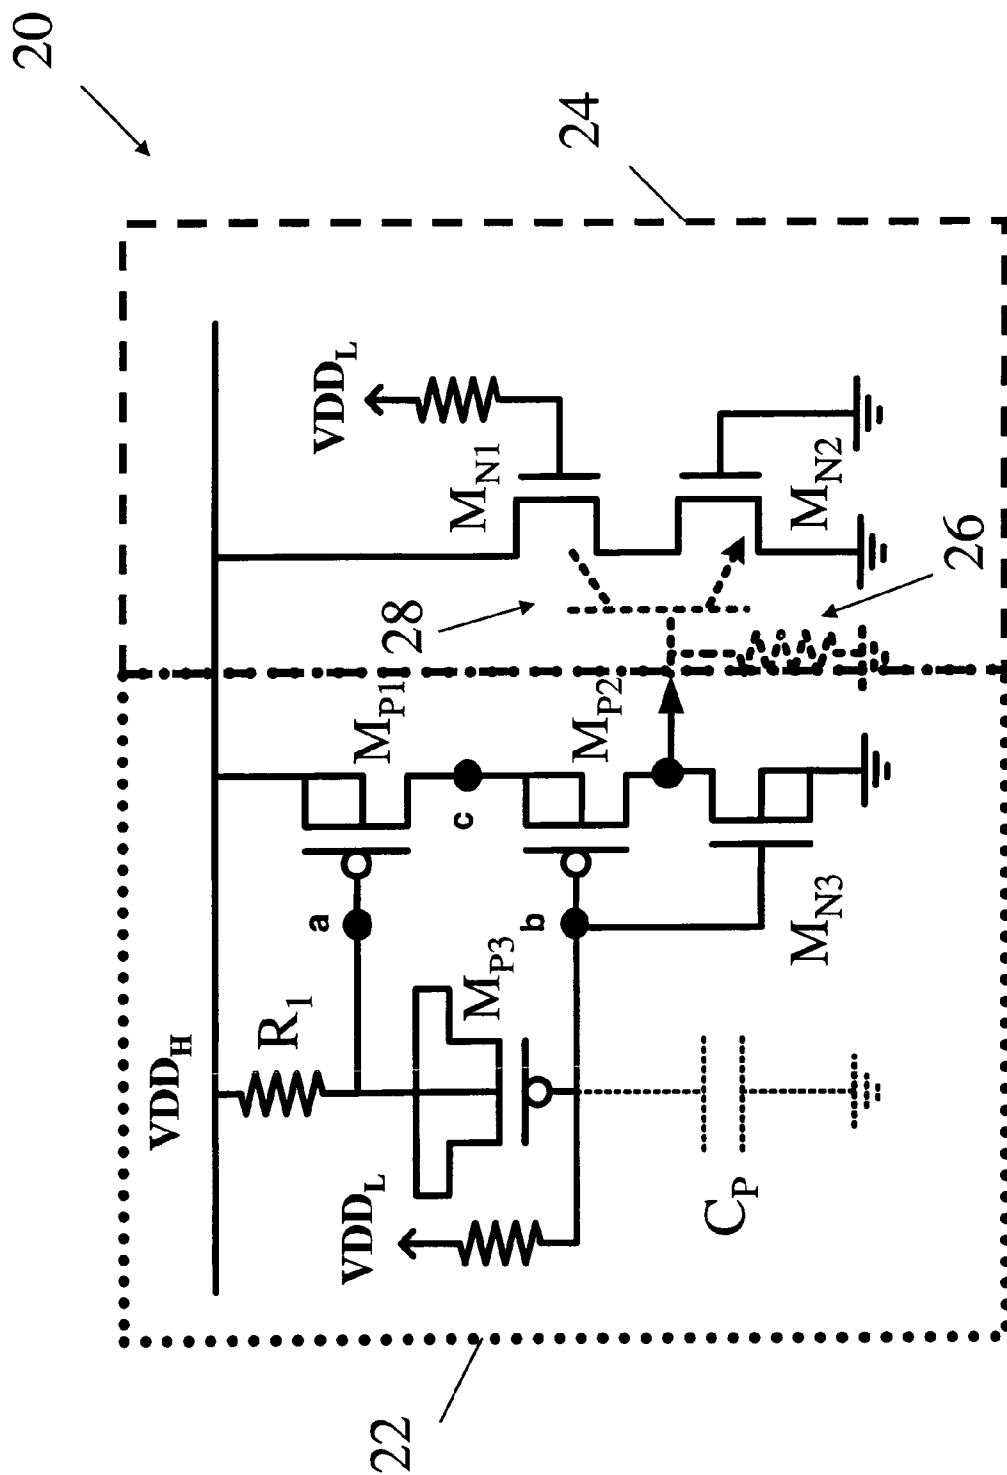 20
24
22
VDD_H
R_1
VDD_L
M_P3
C_P
a
b
c
M_P1
M_P2
M_N3
28
26
VDD_L
M_N1
M_N2